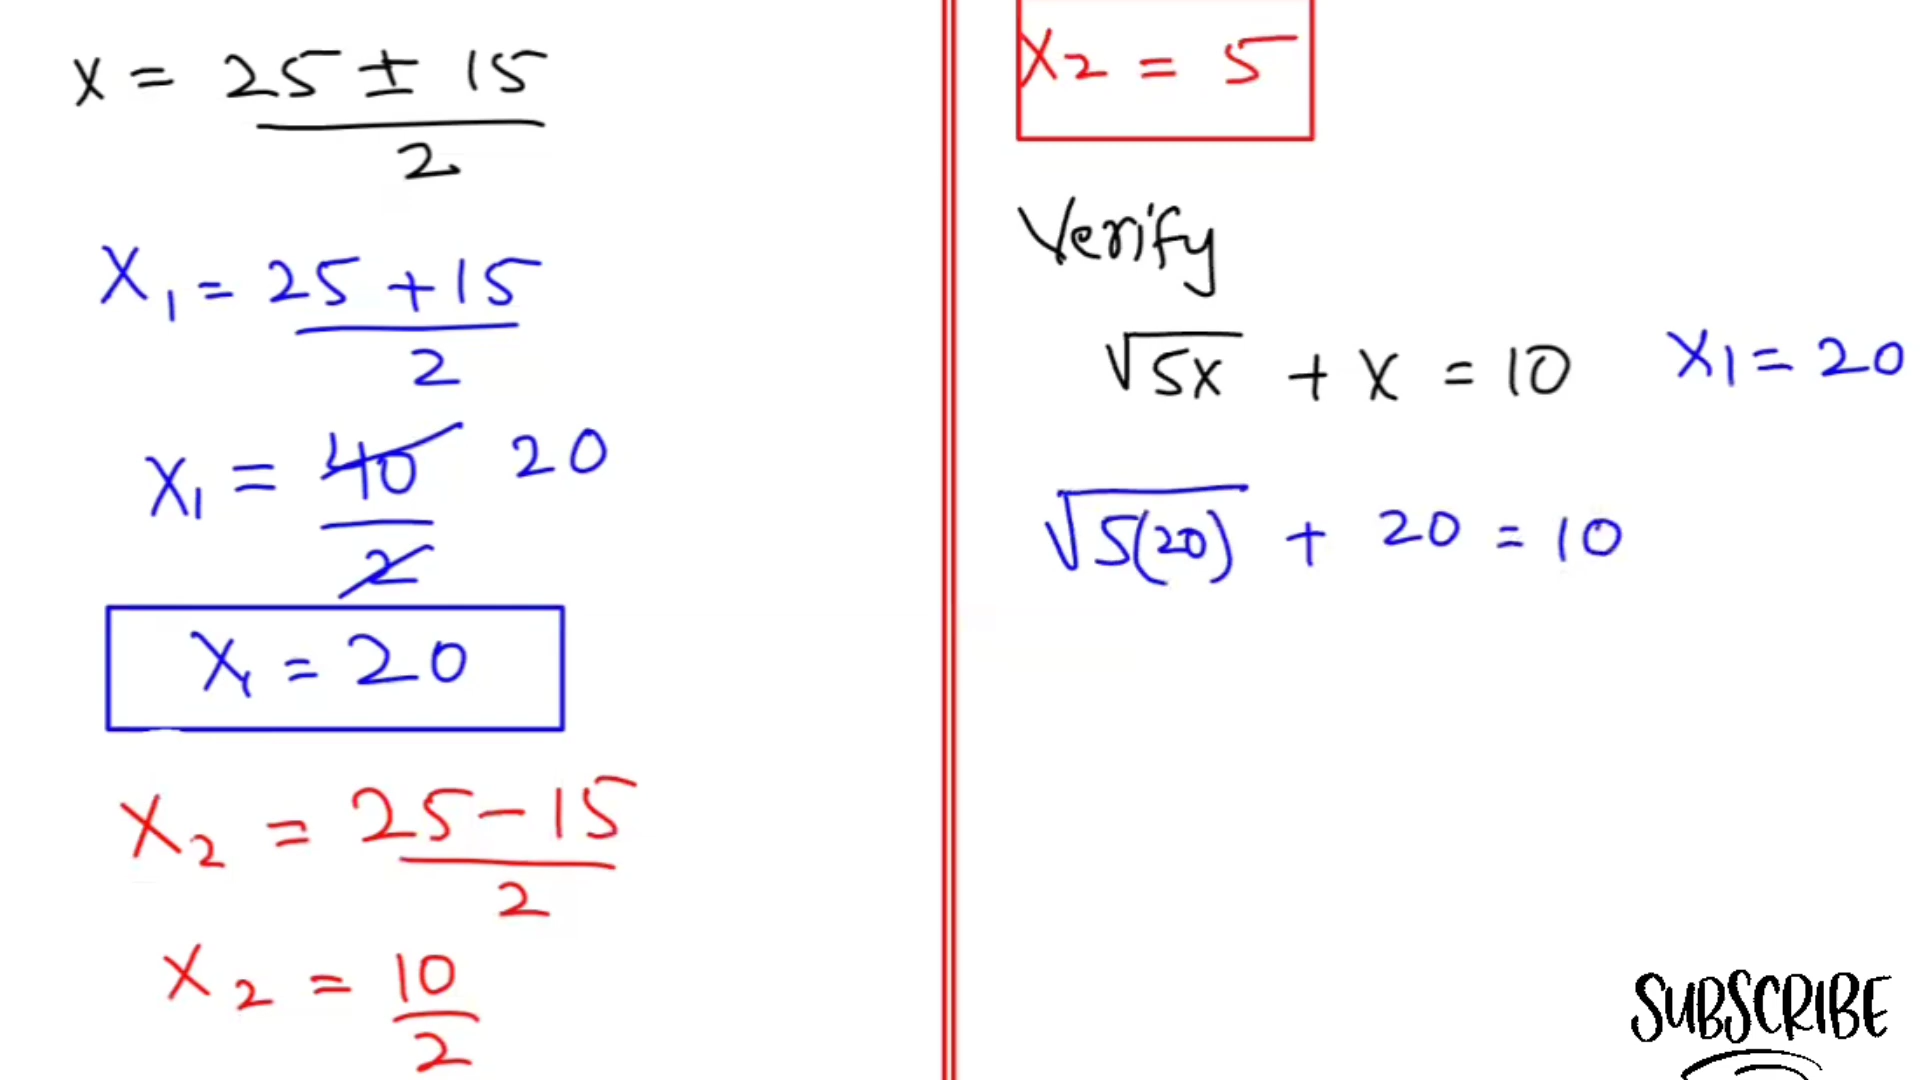 x = 25 ± 15
2
X₁ = 25 + 15
2
X₁ = 40 20
2
X₁ = 20
X₂ = 25 - 15
2
X₂ = 10
2
X₂ = 5
Verify
√5x + x = 10 X₁ = 20
√5(20) + 20 = 10
SUBSCRIBE